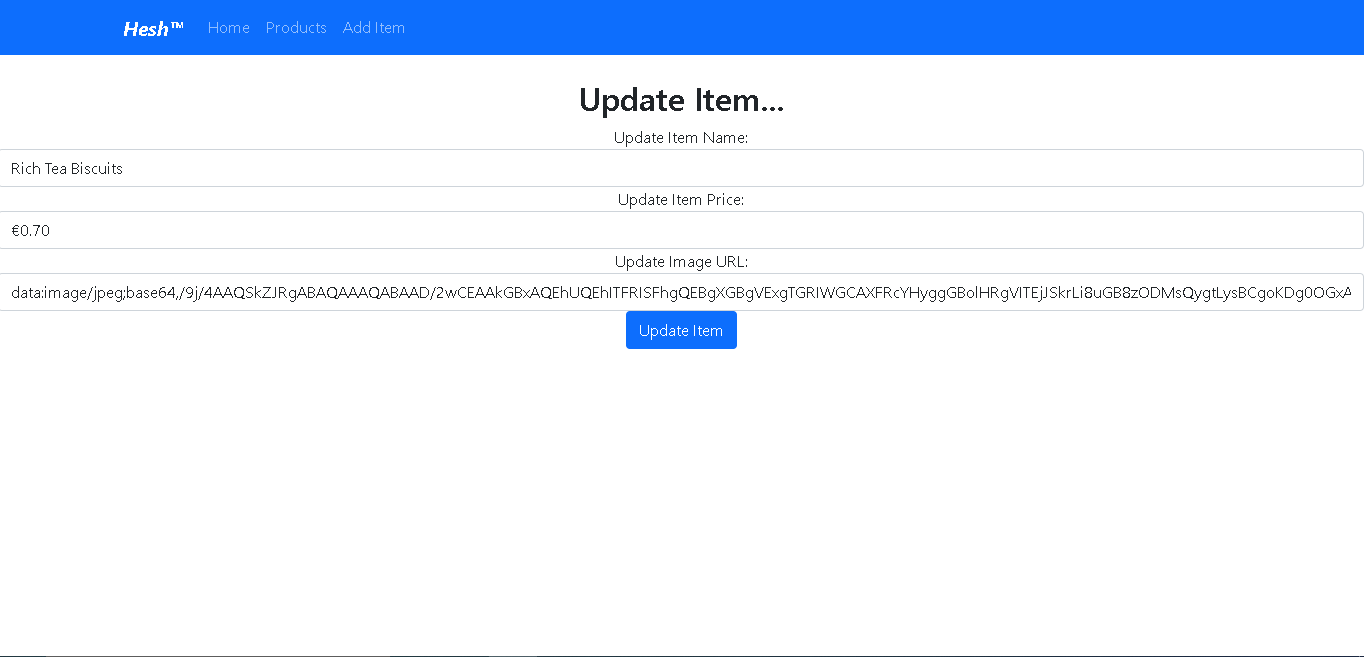 Hesh™ Home Products Add Item
Update Item...
Update Item Name:
Rich Tea Biscuits
Update Item Price:
€0.70
Update Image URL:
data:image/jpeg;base64,/9j/4AAQSkZJRgABAQAAAQABAAD/2wCEAAkGBxAQEhUQEhITFRISFhgQEBgXGBgVExgTGRIWGCAXFRcYHyggGBolHRgVITEjJSkrLi8uGB8zODMsQygtLysBCgoKDg0OGxA
Update Item